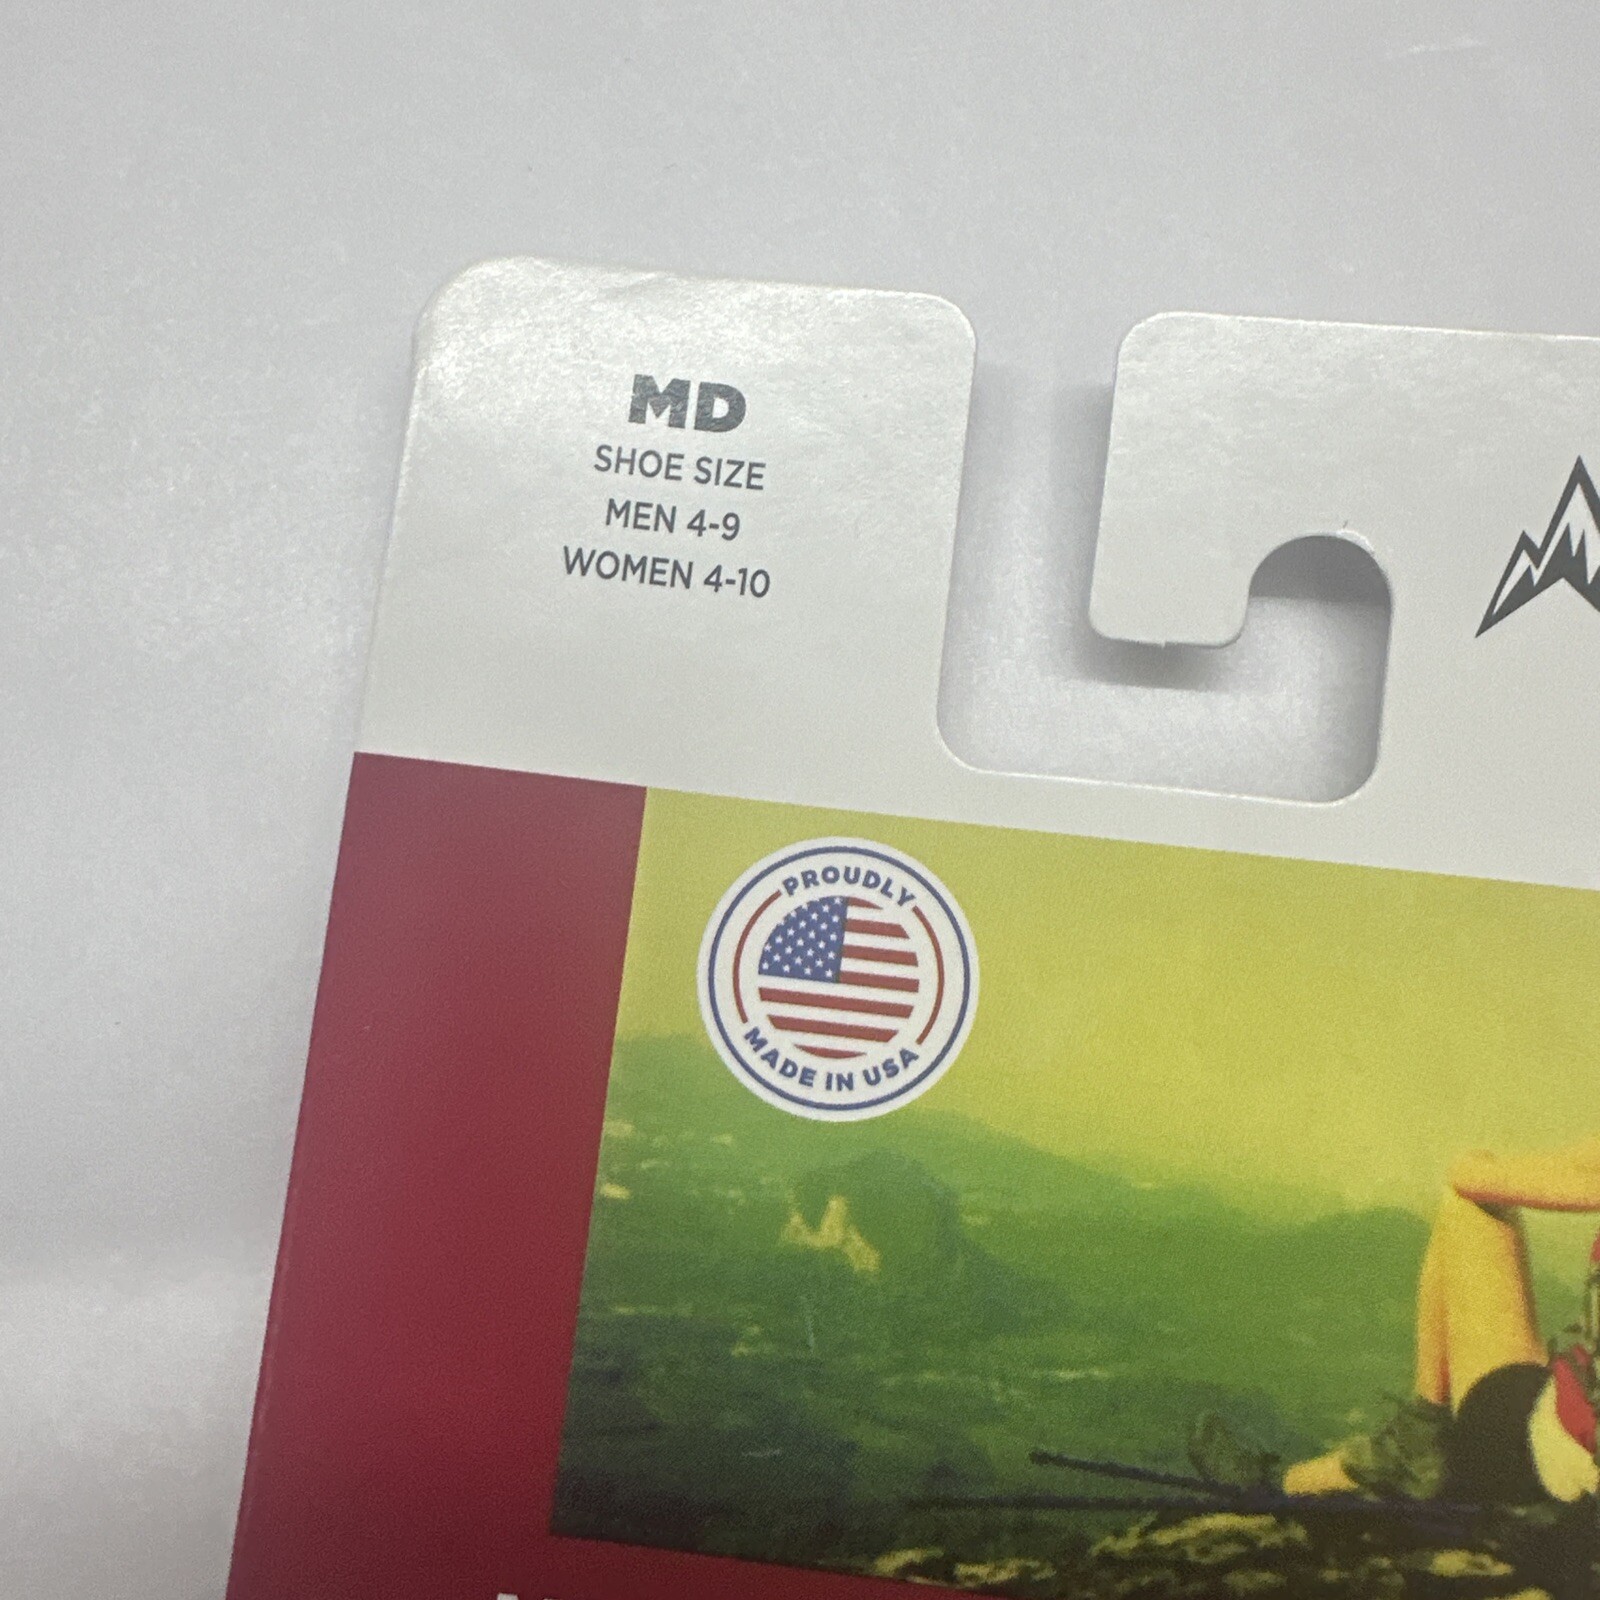 MD
SHOE SIZE
MEN 4-9
WOMEN 4-10
PROUDLY
MADE IN USA